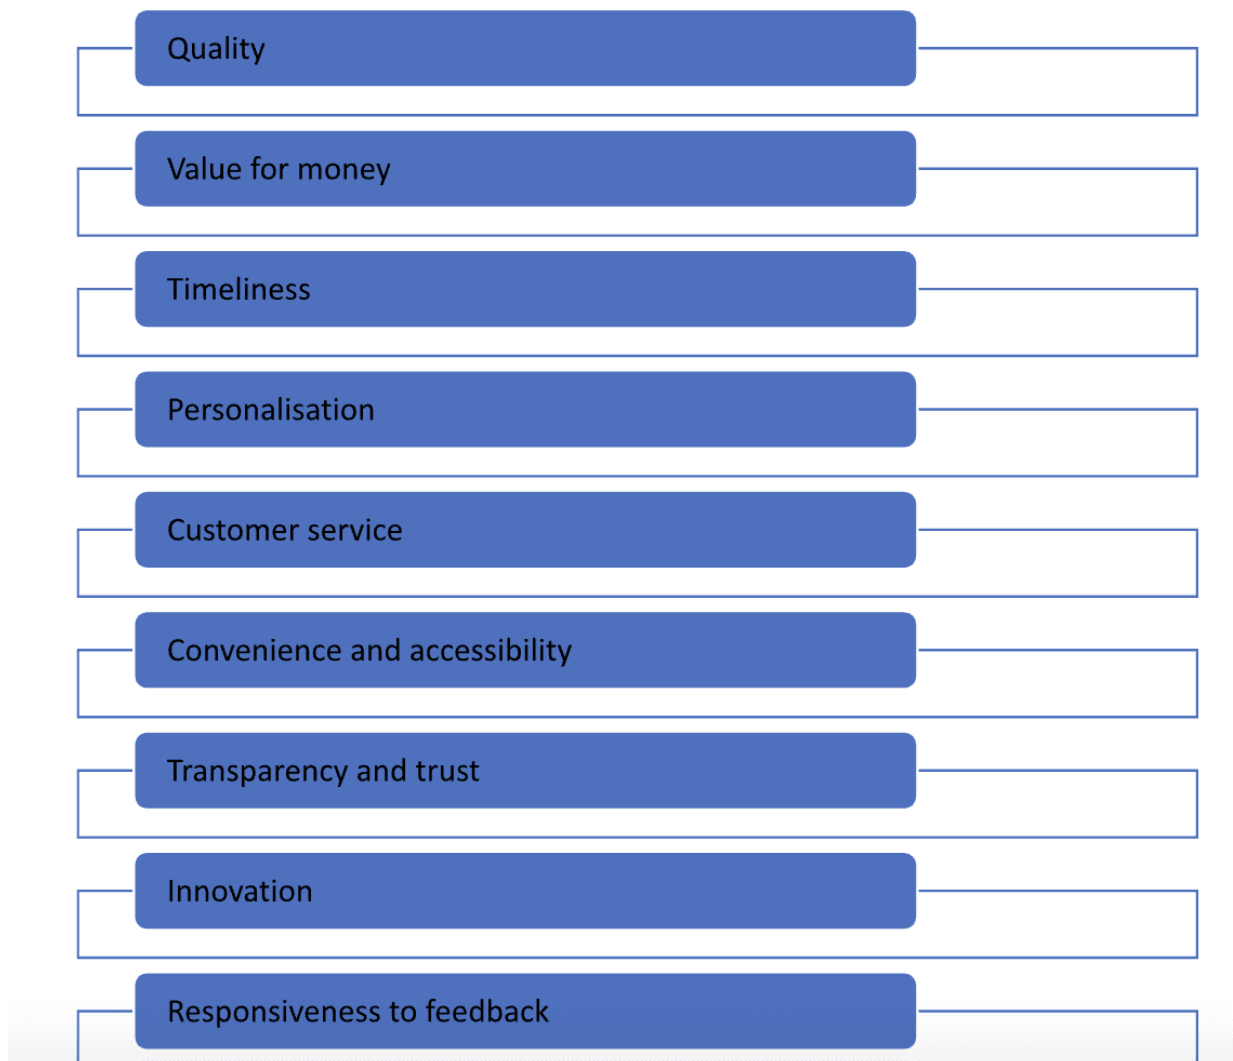 Quality
Value for money
Timeliness
Personalisation
Customer service
Convenience and accessibility
Transparency and trust
Innovation
Responsiveness to feedback